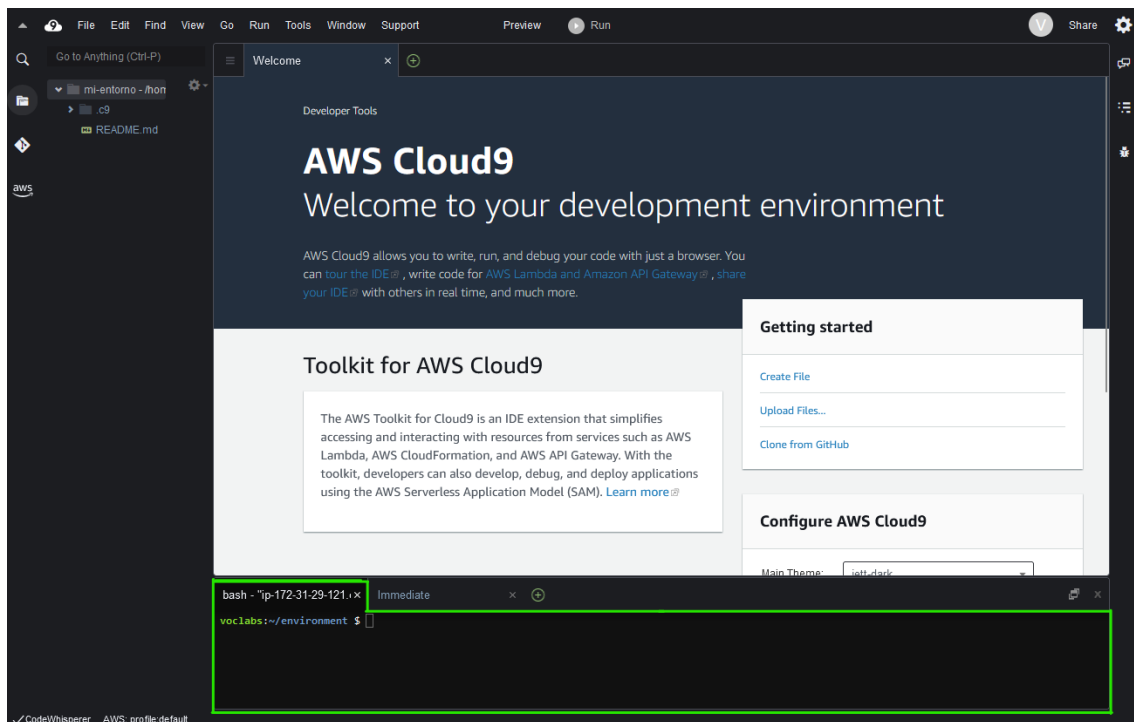 File Edit Find View Go Run Tools Window Support Preview Run V Share
Go to Anything (Ctrl-P)
mi-entorno - /hon
.c9
README.md
aws
Welcome
Developer Tools
AWS Cloud9
Welcome to your development environment
AWS Cloud9 allows you to write, run, and debug your code with just a browser. You
can tour the IDE, write code for AWS Lambda and Amazon API Gateway, share
your IDE with others in real time, and much more.
Getting started
Create File
Upload Files...
Clone from GitHub
Toolkit for AWS Cloud9
The AWS Toolkit for Cloud9 is an IDE extension that simplifies
accessing and interacting with resources from services such as AWS
Lambda, AWS CloudFormation, and AWS API Gateway. With the
toolkit, developers can also develop, debug, and deploy applications
using the AWS Serverless Application Model (SAM). Learn more
Configure AWS Cloud9
Main Theme: jett-dark
bash - "ip-172-31-29-121. Immediate
voclabs:~/environment $
CodeWhisperer AWS: profile:default